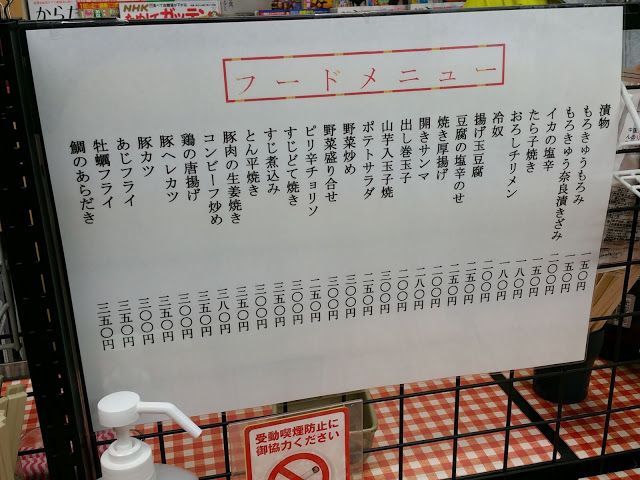 フードメニュー
漬物 一五〇円
もろきゅうもろみ 一五〇円
もろきゅう奈良漬きざみ 二〇〇円
イカの塩辛 一五〇円
たら子焼き 一八〇円
おろしチリメン 一八〇円
冷奴 一〇〇円
揚げ玉豆腐 二五〇円
豆腐の塩辛のせ 二五〇円
焼き厚揚げ 二〇〇円
開きサンマ 一八〇円
出し巻玉子 二〇〇円
山芋入玉子焼 三〇〇円
ポテトサラダ 二五〇円
野菜炒め 三〇〇円
野菜盛り合せ 三〇〇円
ピリ辛チョリソ 二五〇円
すじどて焼き 三〇〇円
すじ煮込み 三五〇円
とん平焼き 三〇〇円
豚肉の生姜焼き 三五〇円
コンビーフ炒め 三八〇円
鶏の唐揚げ 三五〇円
豚ヘレカツ 三〇〇円
豚カツ 三五〇円
あじフライ 三〇〇円
牡蠣フライ 三五〇円
鯛のあらだき 三五〇円
NHK
ガッテン
受動喫煙防止に
御協力ください